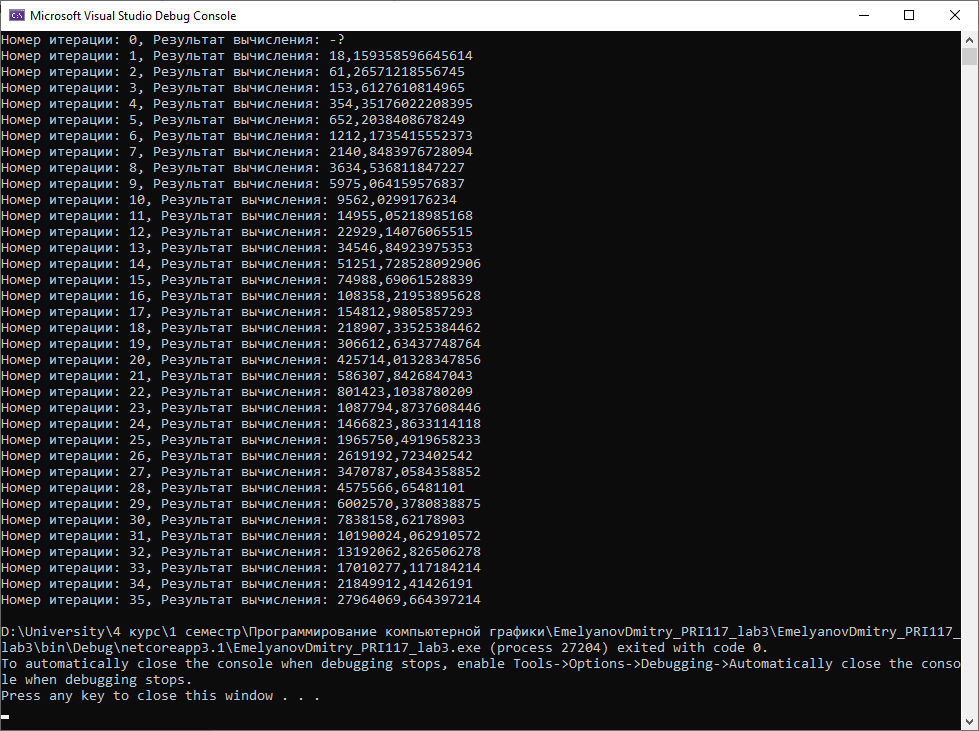 Microsoft Visual Studio Debug Console
Номер итерации: 0, Результат вычисления: -?
Номер итерации: 1, Результат вычисления: 18,159358596645614
Номер итерации: 2, Результат вычисления: 61,26571218556745
Номер итерации: 3, Результат вычисления: 153,6127610814965
Номер итерации: 4, Результат вычисления: 354,35176022208395
Номер итерации: 5, Результат вычисления: 652,2038408678249
Номер итерации: 6, Результат вычисления: 1212,1735415552373
Номер итерации: 7, Результат вычисления: 2140,8483976728094
Номер итерации: 8, Результат вычисления: 3634,536811847227
Номер итерации: 9, Результат вычисления: 5975,064159576837
Номер итерации: 10, Результат вычисления: 9562,0299176234
Номер итерации: 11, Результат вычисления: 14955,05218985168
Номер итерации: 12, Результат вычисления: 22929,14076065515
Номер итерации: 13, Результат вычисления: 34546,84923975353
Номер итерации: 14, Результат вычисления: 51251,728528092906
Номер итерации: 15, Результат вычисления: 74988,69061528839
Номер итерации: 16, Результат вычисления: 108358,21953895628
Номер итерации: 17, Результат вычисления: 154812,9805857293
Номер итерации: 18, Результат вычисления: 218907,33525384462
Номер итерации: 19, Результат вычисления: 306612,63437748764
Номер итерации: 20, Результат вычисления: 425714,01328347856
Номер итерации: 21, Результат вычисления: 586307,8426847043
Номер итерации: 22, Результат вычисления: 801423,1038780209
Номер итерации: 23, Результат вычисления: 1087794,8737608446
Номер итерации: 24, Результат вычисления: 1466823,8633114118
Номер итерации: 25, Результат вычисления: 1965750,4919658233
Номер итерации: 26, Результат вычисления: 2619192,723402542
Номер итерации: 27, Результат вычисления: 3470787,0584358852
Номер итерации: 28, Результат вычисления: 4575566,65481101
Номер итерации: 29, Результат вычисления: 6002570,3780838875
Номер итерации: 30, Результат вычисления: 7838158,62178903
Номер итерации: 31, Результат вычисления: 10190024,062910572
Номер итерации: 32, Результат вычисления: 13192062,826506278
Номер итерации: 33, Результат вычисления: 17010277,117184214
Номер итерации: 34, Результат вычисления: 21849912,41426191
Номер итерации: 35, Результат вычисления: 27964069,664397214
D:\University\4 курс\1 семестр\Программирование компьютерной графики\EmelyanovDmitry_PRI117_lab3\EmelyanovDmitry_PRI117_
lab3\bin\Debug\netcoreapp3.1\EmelyanovDmitry_PRI117_lab3.exe (process 27204) exited with code 0.
To automatically close the console when debugging stops, enable Tools->Options->Debugging->Automatically close the conso
le when debugging stops.
Press any key to close this window . . .